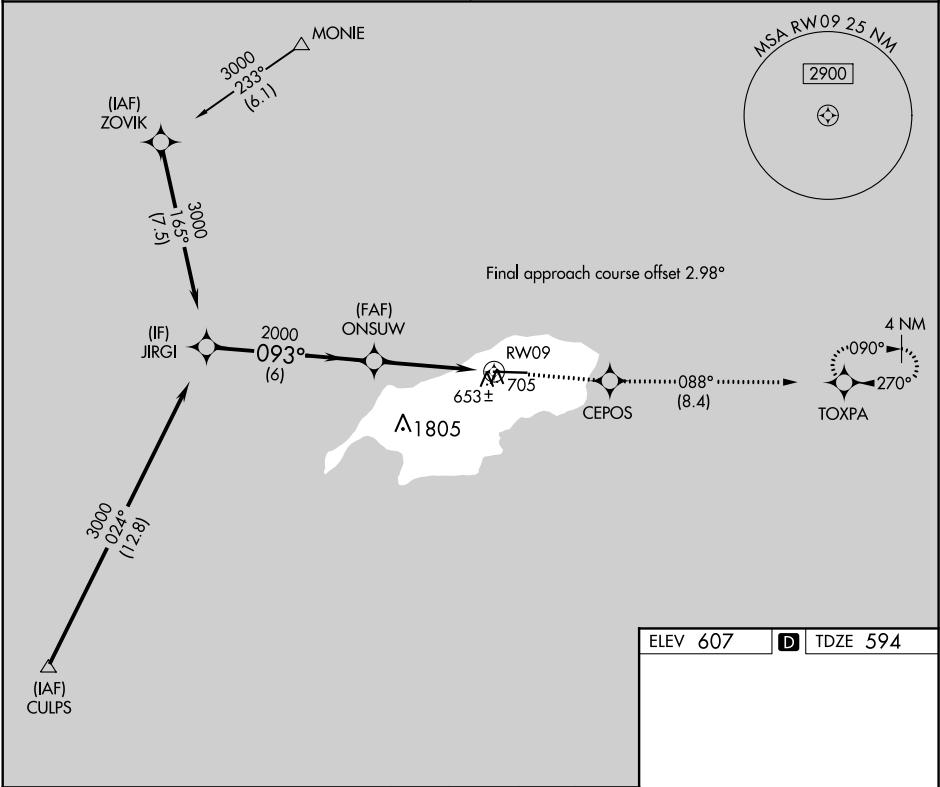 MONIE
3000
233°
(6.1)
MSA RW09 25 NM
2900
(IAF)
ZOVIK
3000
165°
(7.5)
Final approach course offset 2.98°
(IF)
JIRGI
2000
093°
(6)
(FAF)
ONSUW
RW09
653±
705
1805
CEPOS
088°
(8.4)
4 NM
090°
270°
TOXPA
3000
024°
(12.8)
(IAF)
CULPS
ELEV 607 D TDZE 594